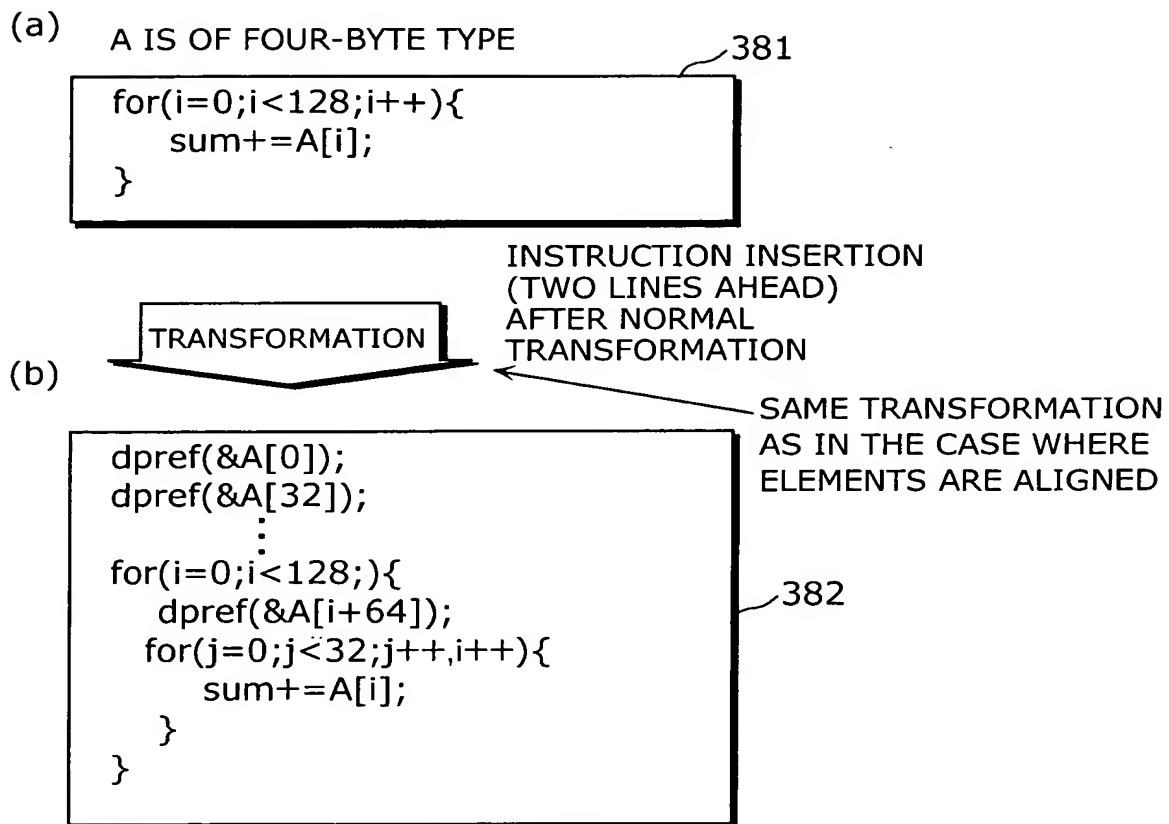 (a)
A IS OF FOUR-BYTE TYPE
381
for(i=0;i<128;i++){
sum+=A[i];
}
INSTRUCTION INSERTION
(TWO LINES AHEAD)
AFTER NORMAL
TRANSFORMATION
TRANSFORMATION
(b)
SAME TRANSFORMATION
AS IN THE CASE WHERE
ELEMENTS ARE ALIGNED
dpref(&A[0]);
dpref(&A[32]);
⋮
for(i=0;i<128;){
dpref(&A[i+64]);
for(j=0;j<32;j++,i++){
sum+=A[i];
}
}
382